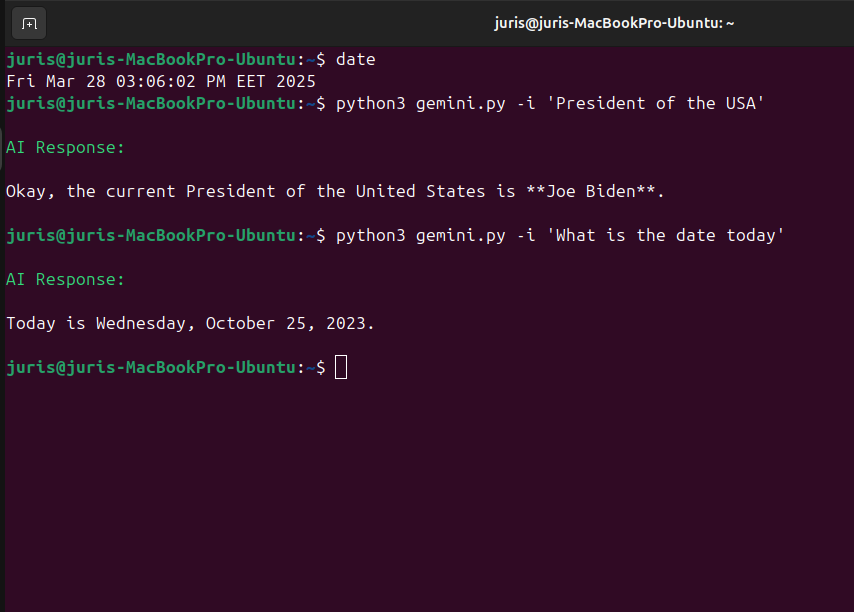 juris@juris-MacBookPro-Ubuntu: ~
juris@juris-MacBookPro-Ubuntu:~$ date
Fri Mar 28 03:06:02 PM EET 2025
juris@juris-MacBookPro-Ubuntu:~$ python3 gemini.py -i 'President of the USA'
AI Response:
Okay, the current President of the United States is **Joe Biden**.
juris@juris-MacBookPro-Ubuntu:~$ python3 gemini.py -i 'What is the date today'
AI Response:
Today is Wednesday, October 25, 2023.
juris@juris-MacBookPro-Ubuntu:~$